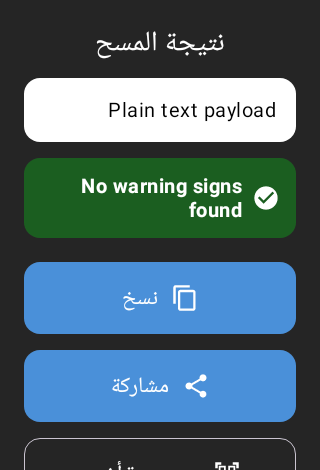 نتيجة المسح
Plain text payload
No warning signs
found
نسخ
مشاركة